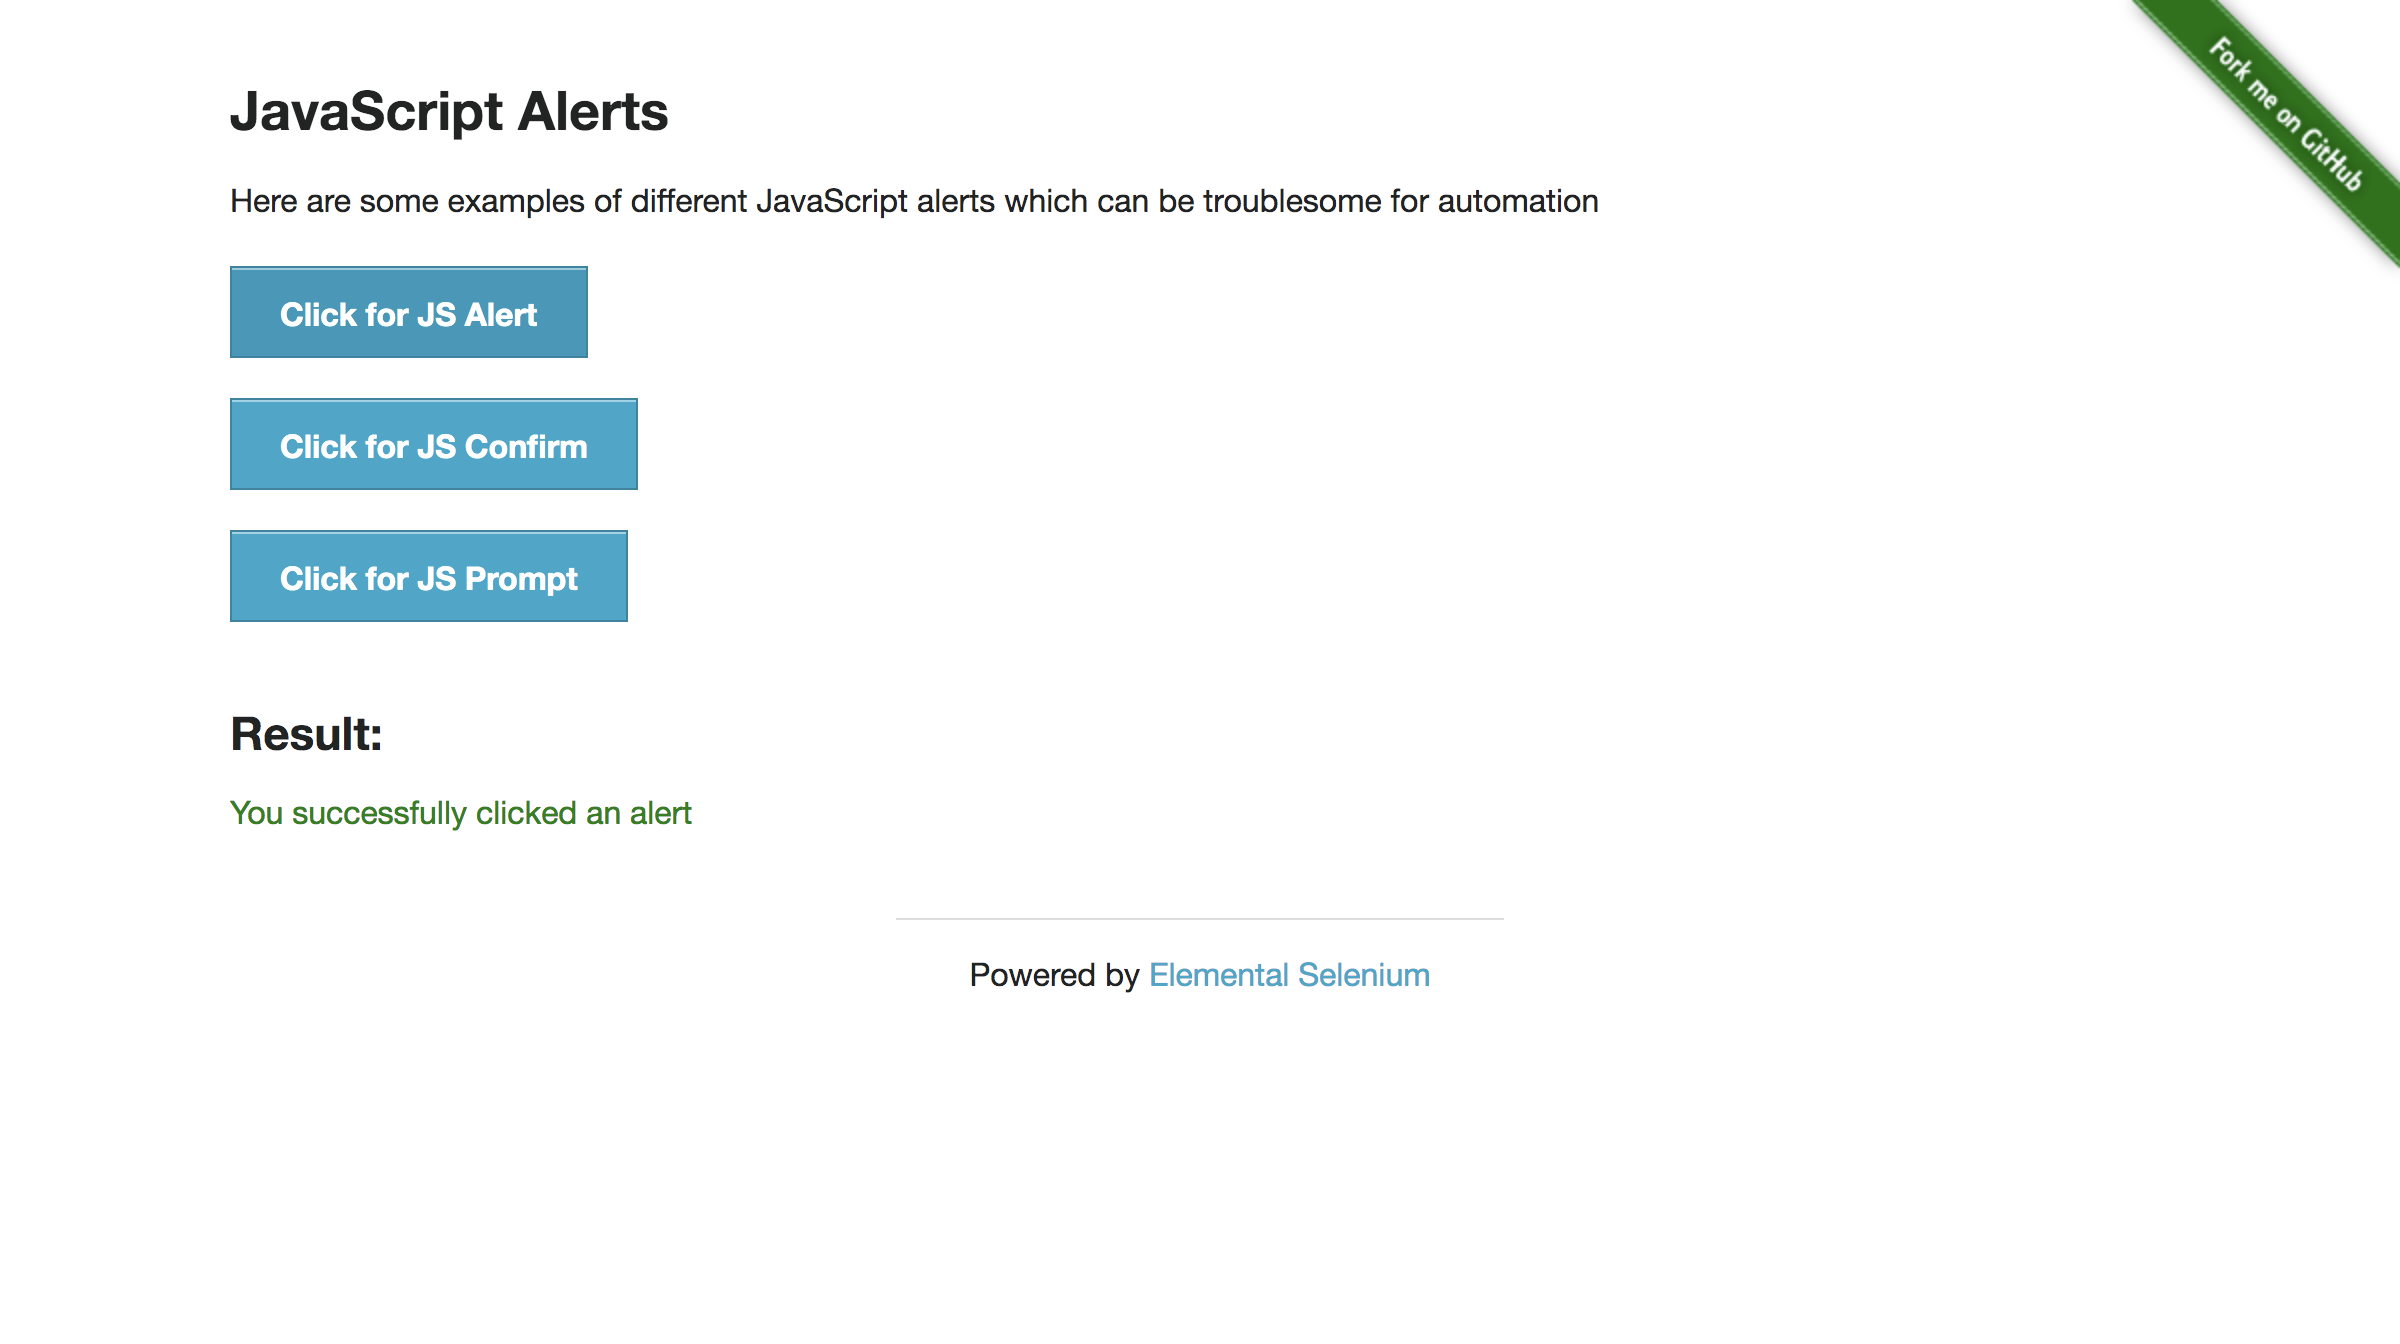 Fork me on GitHub
JavaScript Alerts
Here are some examples of different JavaScript alerts which can be troublesome for automation
Click for JS Alert
Click for JS Confirm
Click for JS Prompt
Result:
You successfully clicked an alert
Powered by Elemental Selenium